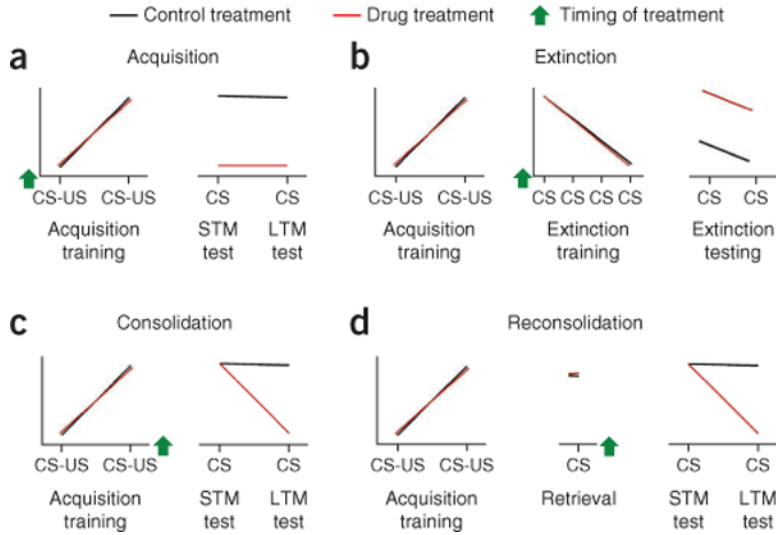 Control treatment Drug treatment Timing of treatment
a Acquisition
CS-US CS-US CS CS
Acquisition training STM test LTM test
b Extinction
CS-US CS-US CS CS CS CS CS CS
Acquisition training Extinction training Extinction testing
c Consolidation
CS-US CS-US CS CS
Acquisition training STM test LTM test
d Reconsolidation
CS-US CS-US CS CS CS
Acquisition training Retrieval STM test LTM test